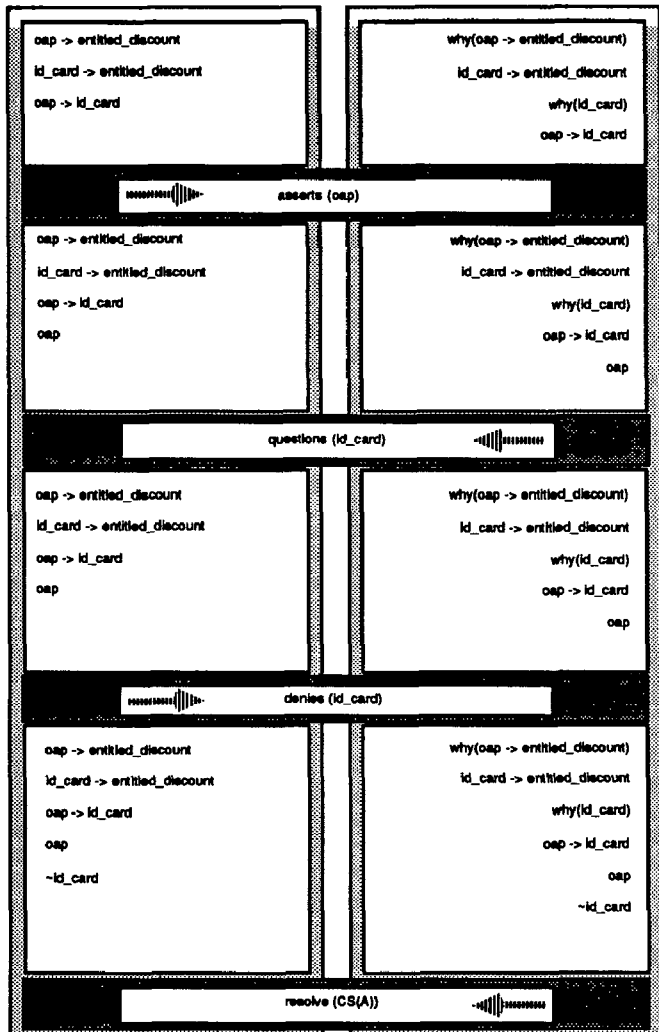 oap -> entitled_discount
id_card -> entitled_discount
oap -> id_card
why(oap -> entitled_discount)
id_card -> entitled_discount
why(id_card)
oap -> id_card
asserts (oap)
oap -> entitled_discount
id_card -> entitled_discount
oap -> id_card
oap
why(oap -> entitled_discount)
id_card -> entitled_discount
why(id_card)
oap -> id_card
oap
questions (id_card)
oap -> entitled_discount
id_card -> entitled_discount
oap -> id_card
oap
why(oap -> entitled_discount)
id_card -> entitled_discount
why(id_card)
oap -> id_card
oap
denies (id_card)
oap -> entitled_discount
id_card -> entitled_discount
oap -> id_card
oap
~id_card
why(oap -> entitled_discount)
id_card -> entitled_discount
why(id_card)
oap -> id_card
oap
~id_card
resolve (CS(A))